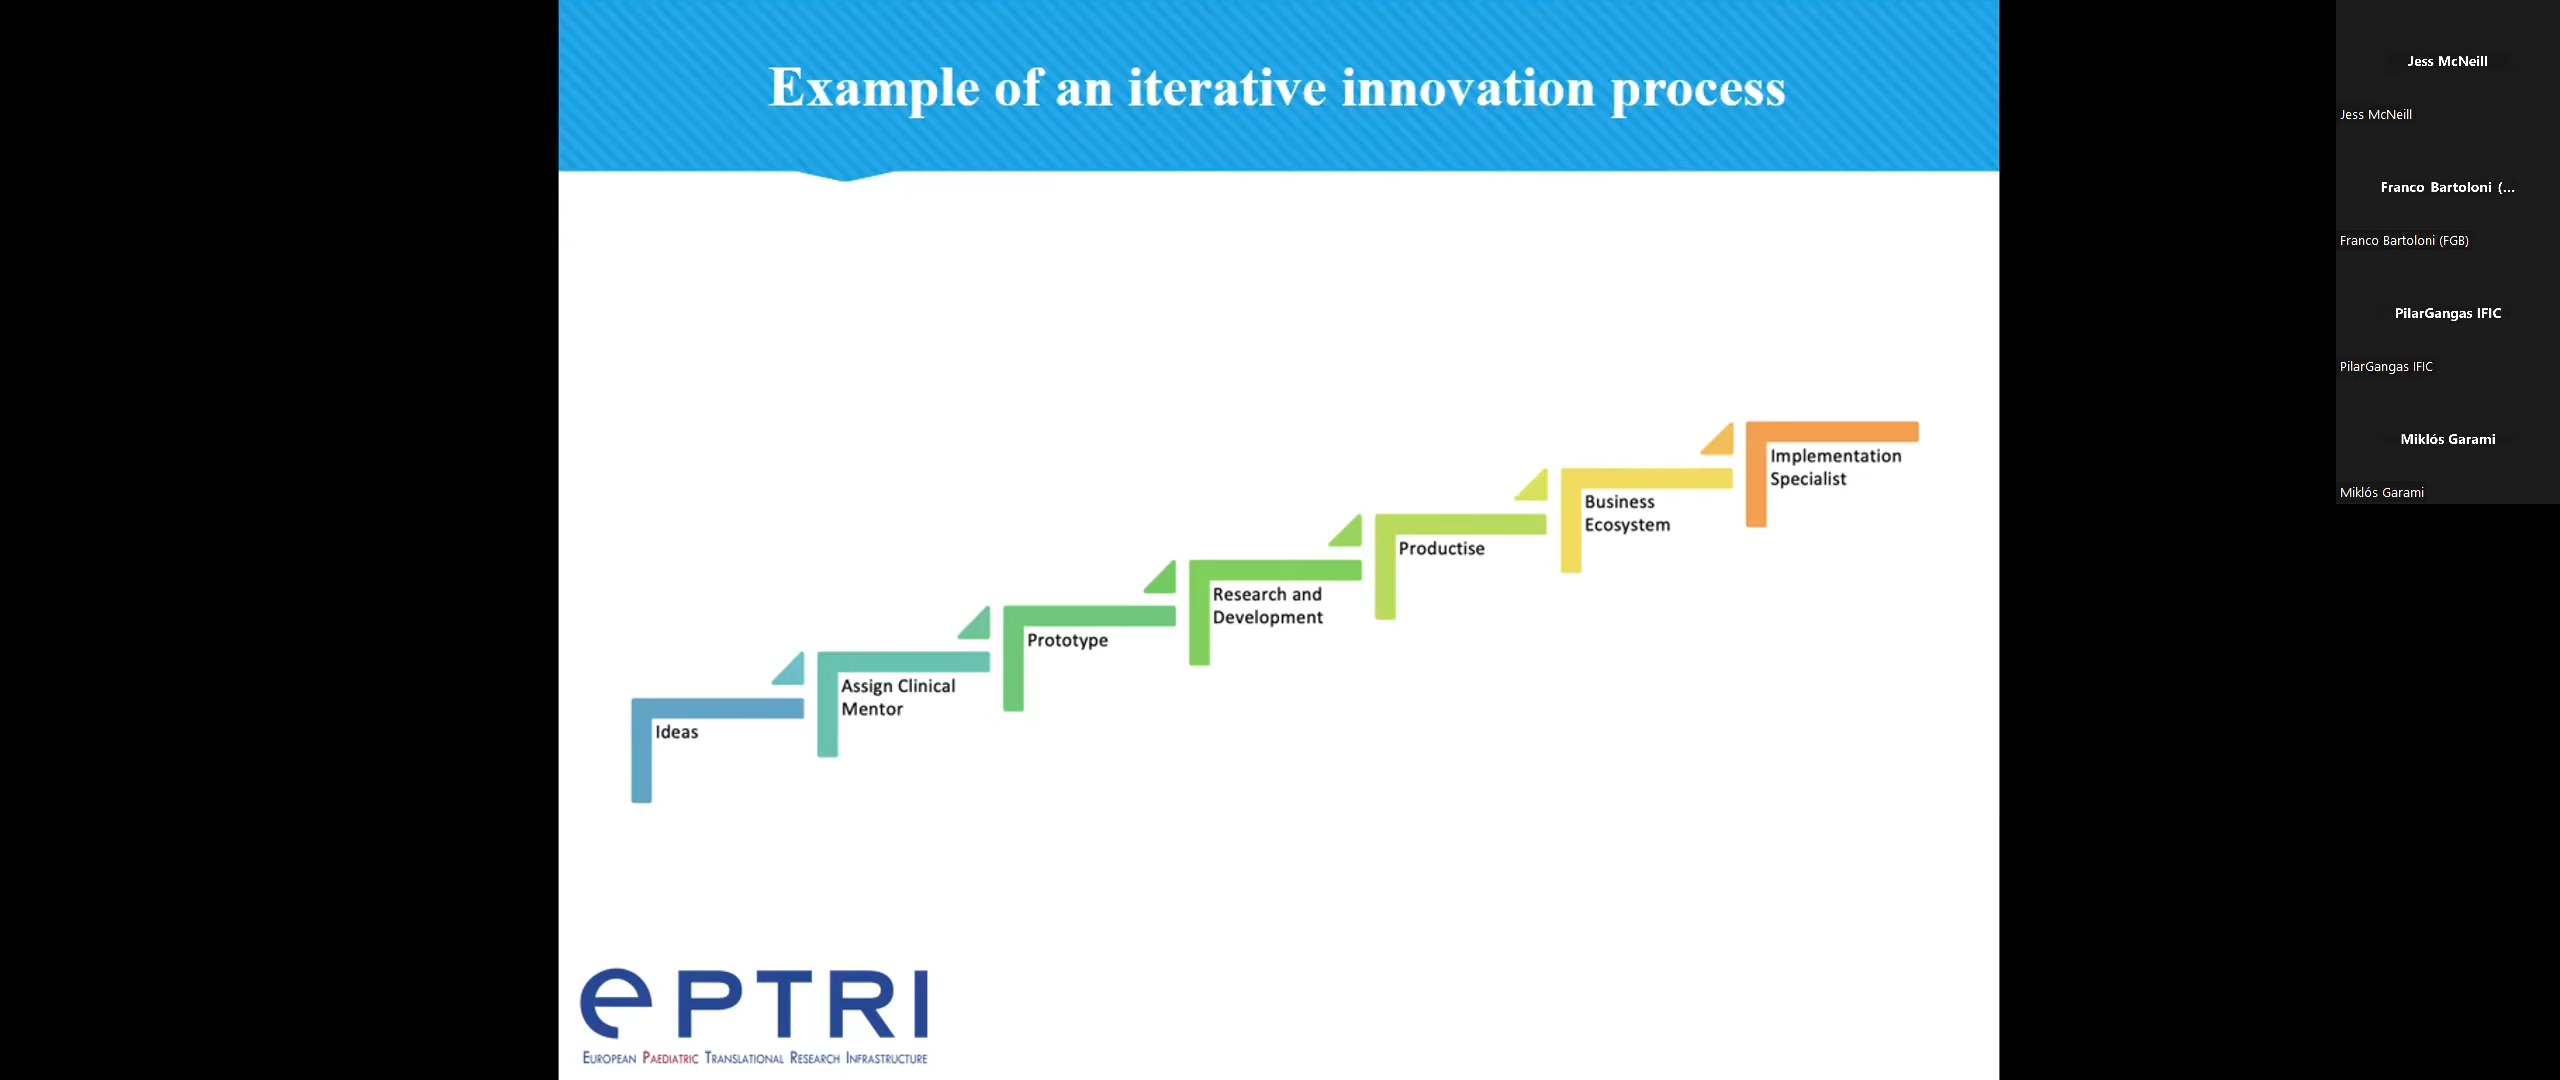 Example of an iterative innovation process
Ideas
Assign Clinical
Mentor
Prototype
Research and
Development
Productise
Business
Ecosystem
Implementation
Specialist
ePTRI
EUROPEAN PAEDIATRIC TRANSLATIONAL RESEARCH INFRASTRUCTURE
Jess McNeill
Jess McNeill
Franco Bartoloni (...
Franco Bartoloni (FGB)
PilarGangas IFIC
PilarGangas IFIC
Miklós Garami
Miklós Garami